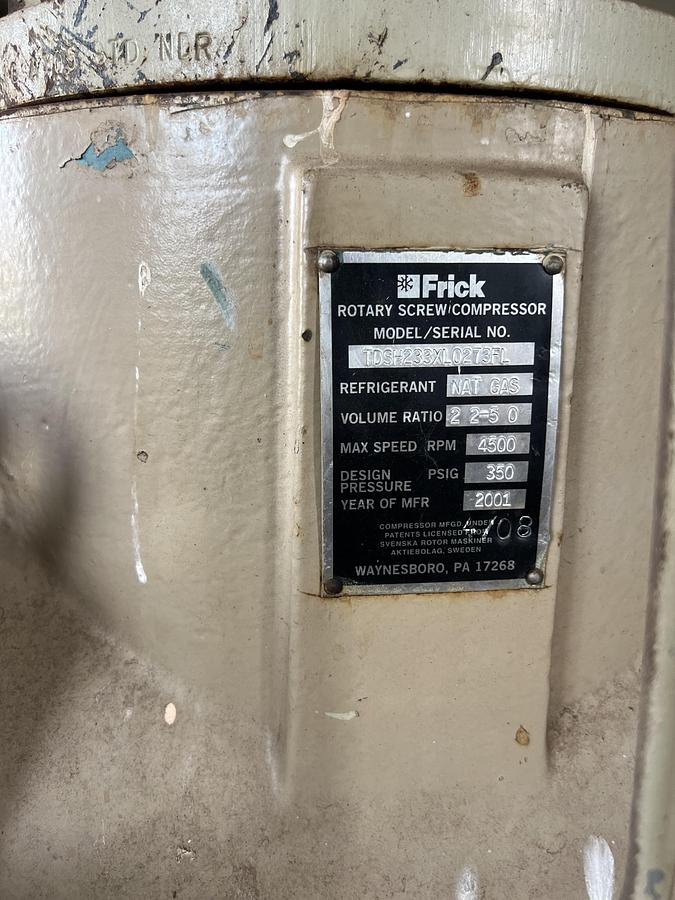 STD NDR
Frick
ROTARY SCREW COMPRESSOR
MODEL/SERIAL NO.
TDSH233XL0273FL
REFRIGERANT NAT GAS
VOLUME RATIO 2 2-5 0
MAX SPEED RPM 4500
DESIGN PRESSURE PSIG 350
YEAR OF MFR 2001
COMPRESSOR MFGD UNDER
PATENTS LICENSED FROM
SVENSKA ROTOR MASKINER
AKTIEBOLAG, SWEDEN
08
WAYNESBORO, PA 17268